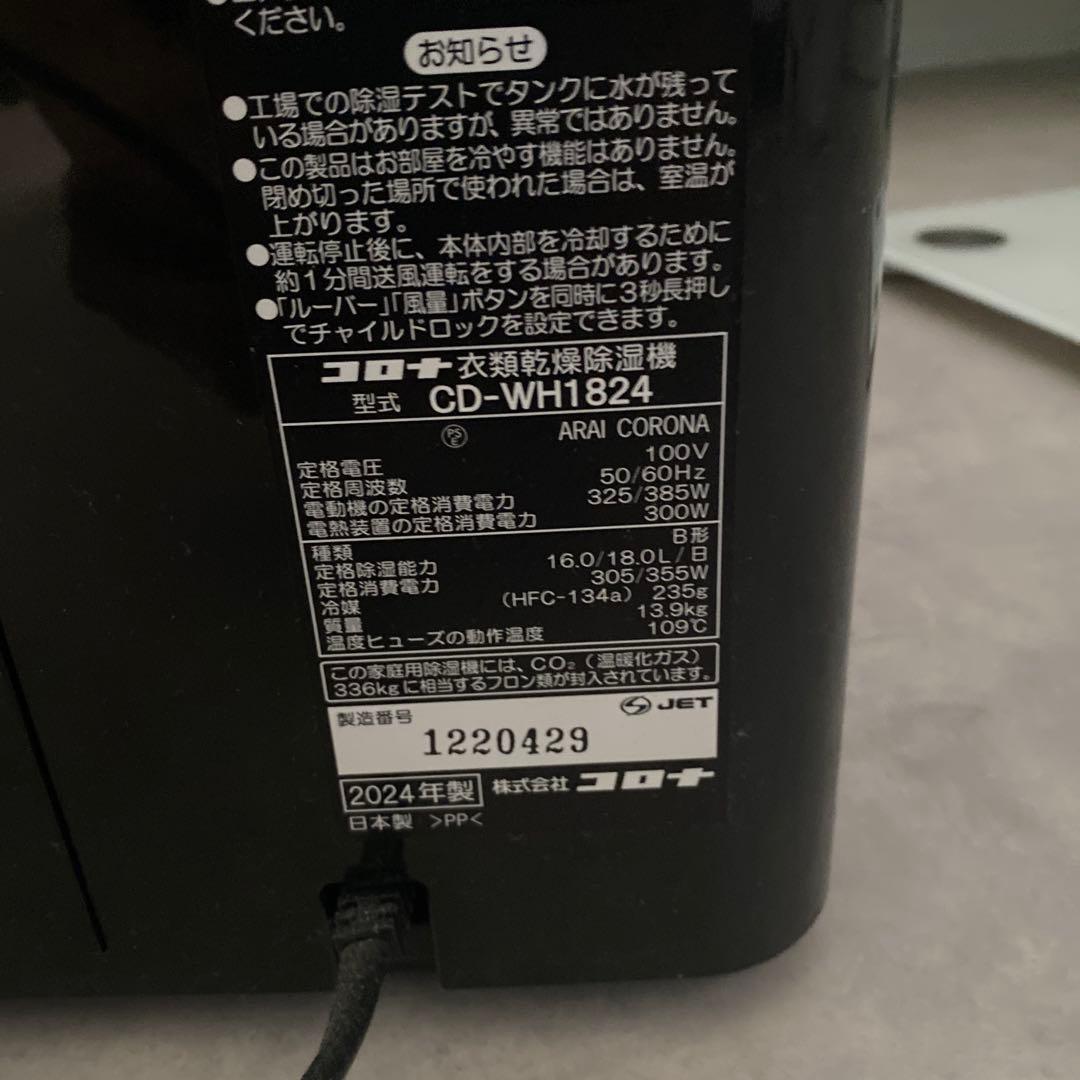 ください。
お知らせ
●工場での除湿テストでタンクに水が残って
いる場合がありますが、異常ではありません。
●この製品はお部屋を冷やす機能はありません。
閉め切った場所で使われた場合は、室温が
上がります。
●運転停止後に、本体内部を冷却するために
約1分間送風運転をする場合があります。
●「ルーバー」「風量」ボタンを同時に3秒長押し
でチャイルドロックを設定できます。
コロナ 衣類乾燥除湿機
型式 CD-WH1824
PSE ARAI CORONA
定格電圧 100V
定格周波数 50/60Hz
電動機の定格消費電力 325/385W
電熱装置の定格消費電力 300W
種類 B形
定格除湿能力 16.0/18.0L/日
定格消費電力 305/355W
冷媒 (HFC-134a) 235g
質量 13.9kg
温度ヒューズの動作温度 109℃
この家庭用除湿機には、CO₂(温暖化ガス)
336kgに相当するフロン類が封入されています。
製造番号 JET
1220429
2024年製 株式会社 コロナ
日本製 >PP<